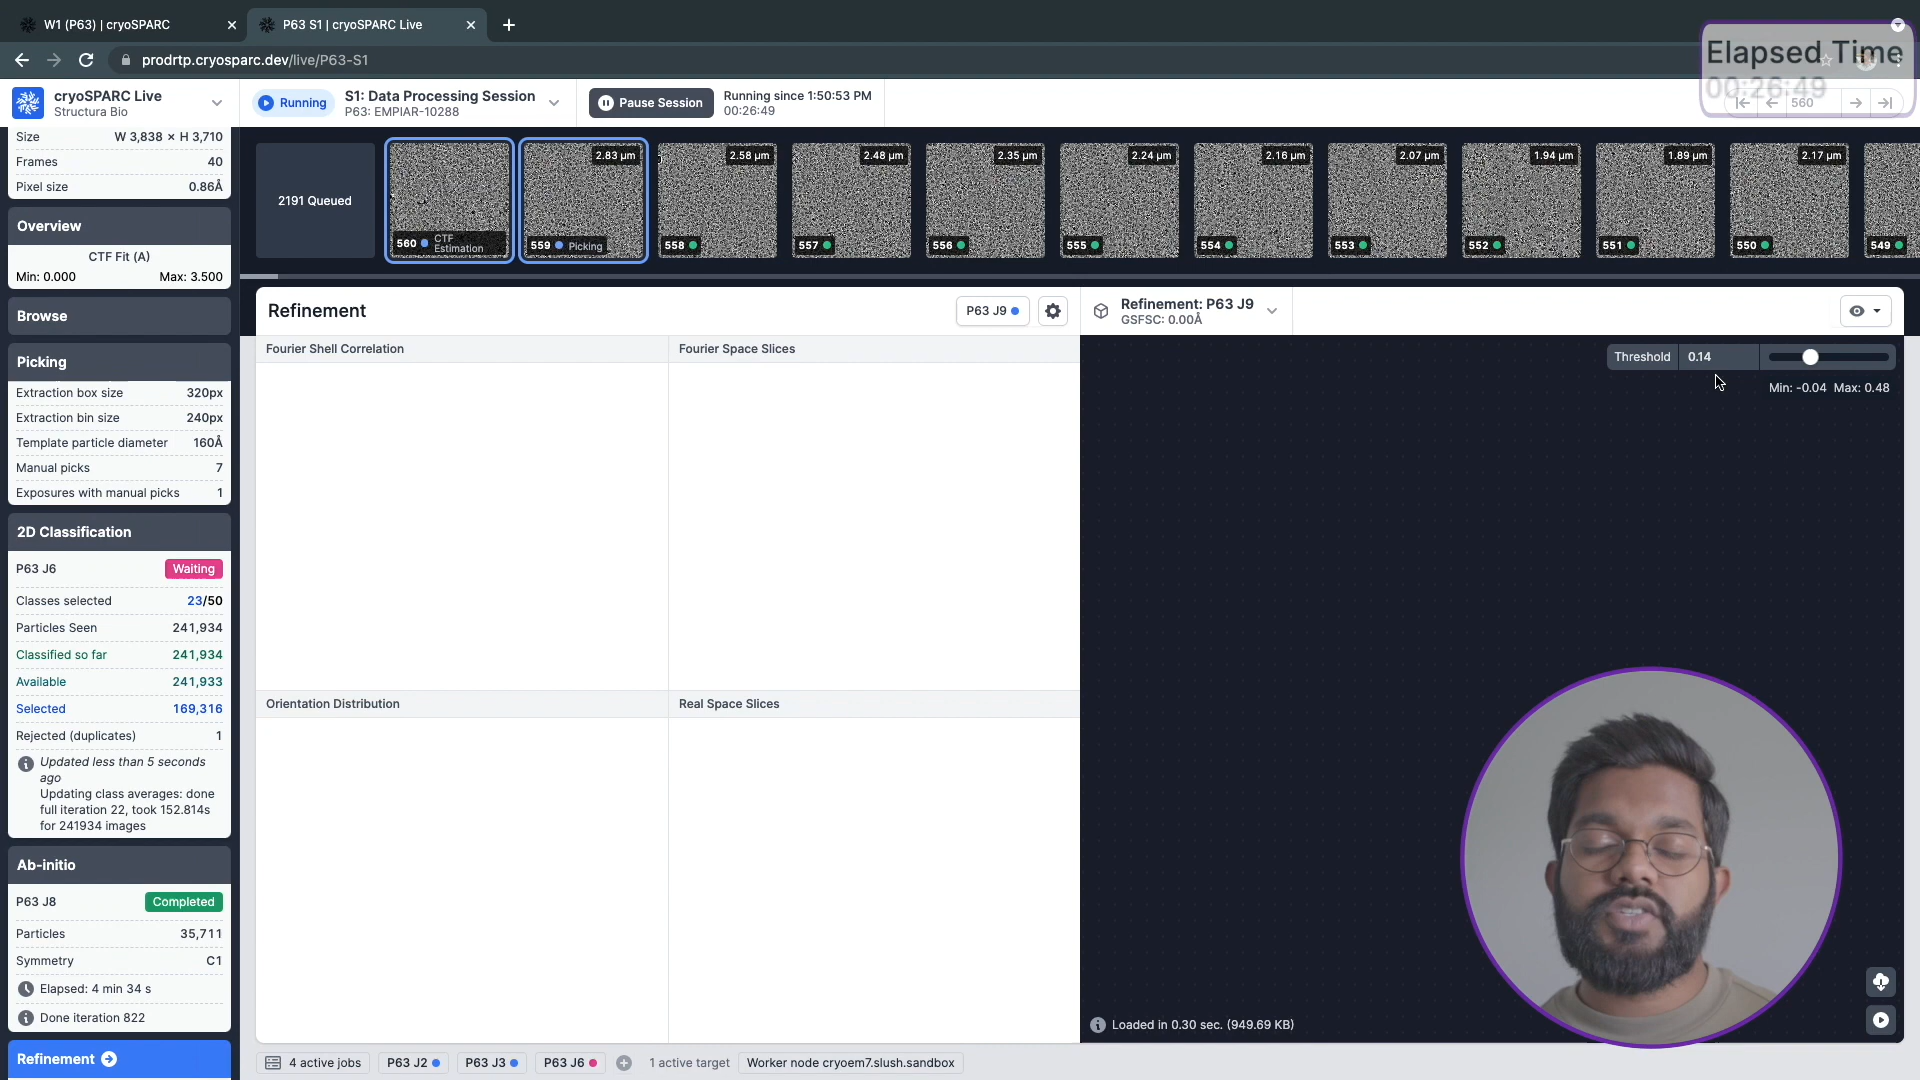 W1 (P63) | cryoSPARC
P63 S1 | cryoSPARC Live
prodrtp.cryosparc.dev/live/P63-S1
Elapsed Time
00:26:49
cryoSPARC Live
Structura Bio
Running
S1: Data Processing Session
P63: EMPIAR-10288
Pause Session
Running since 1:50:53 PM
00:26:49
560
Size W 3,838 × H 3,710
Frames 40
Pixel size 0.86Å
Overview
CTF Fit (A)
Min: 0.000 Max: 3.500
Browse
Picking
Extraction box size 320px
Extraction bin size 240px
Template particle diameter 160Å
Manual picks 7
Exposures with manual picks 1
2D Classification
P63 J6 Waiting
Classes selected 23/50
Particles Seen 241,934
Classified so far 241,934
Available 241,933
Selected 169,316
Rejected (duplicates) 1
Updated less than 5 seconds
ago
Updating class averages: done
full iteration 22, took 152.814s
for 241934 images
Ab-initio
P63 J8 Completed
Particles 35,711
Symmetry C1
Elapsed: 4 min 34 s
Done iteration 822
Refinement
2191 Queued
560 CTF Estimation
2.83 µm
559 Picking
2.58 µm
558
2.48 µm
557
2.35 µm
556
2.24 µm
555
2.16 µm
554
2.07 µm
553
1.94 µm
552
1.89 µm
551
2.17 µm
550
549
Refinement
P63 J9
Fourier Shell Correlation
Fourier Space Slices
Orientation Distribution
Real Space Slices
Refinement: P63 J9
GSFSC: 0.00Å
Threshold 0.14
Min: -0.04 Max: 0.48
Loaded in 0.30 sec. (949.69 KB)
4 active jobs
P63 J2
P63 J3
P63 J6
1 active target
Worker node cryoem7.slush.sandbox